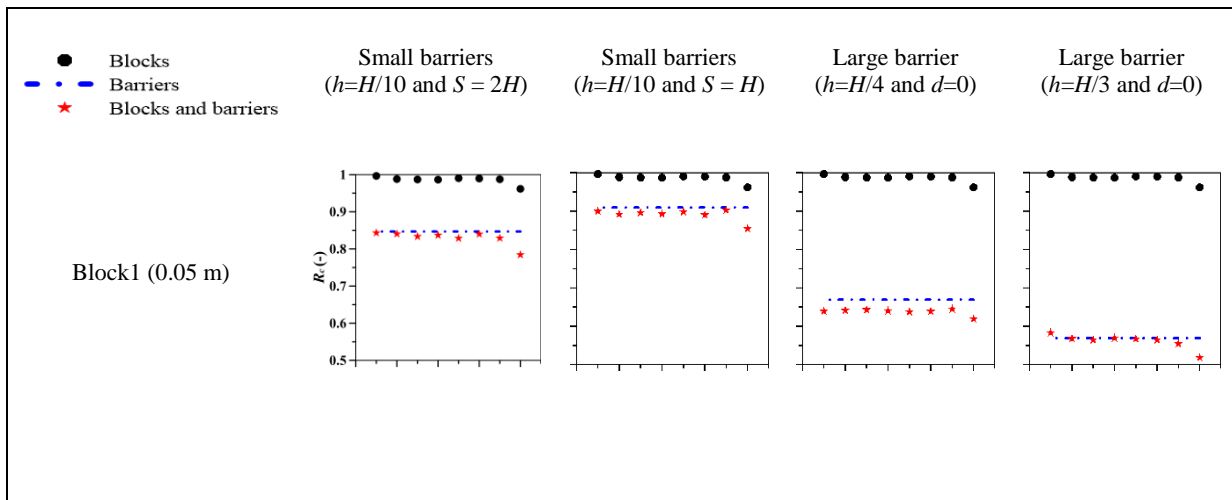 Blocks
Barriers
Blocks and barriers
Small barriers
(h=H/10 and S = 2H)
Small barriers
(h=H/10 and S = H)
Large barrier
(h=H/4 and d=0)
Large barrier
(h=H/3 and d=0)
Block1 (0.05 m)
R_c(-)
1
0.9
0.8
0.7
0.6
0.5